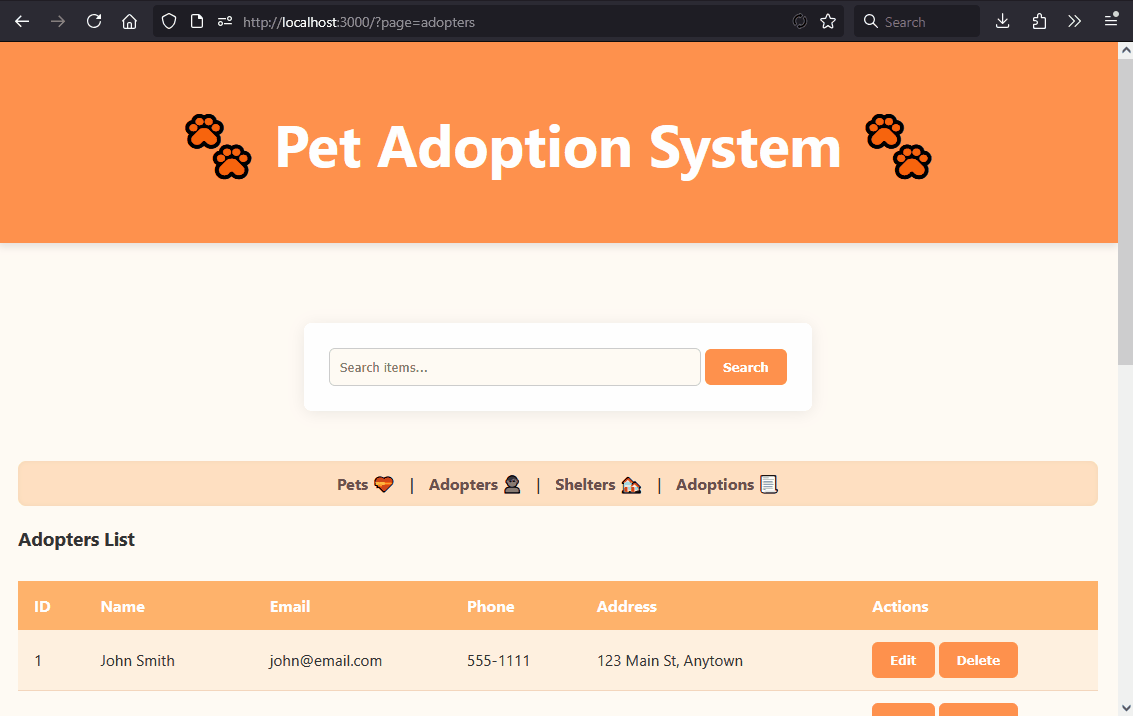 http://localhost:3000/?page=adopters
Search
Pet Adoption System
Search items...
Search
Pets | Adopters | Shelters | Adoptions
Adopters List
ID Name Email Phone Address Actions
1 John Smith john@email.com 555-1111 123 Main St, Anytown Edit Delete